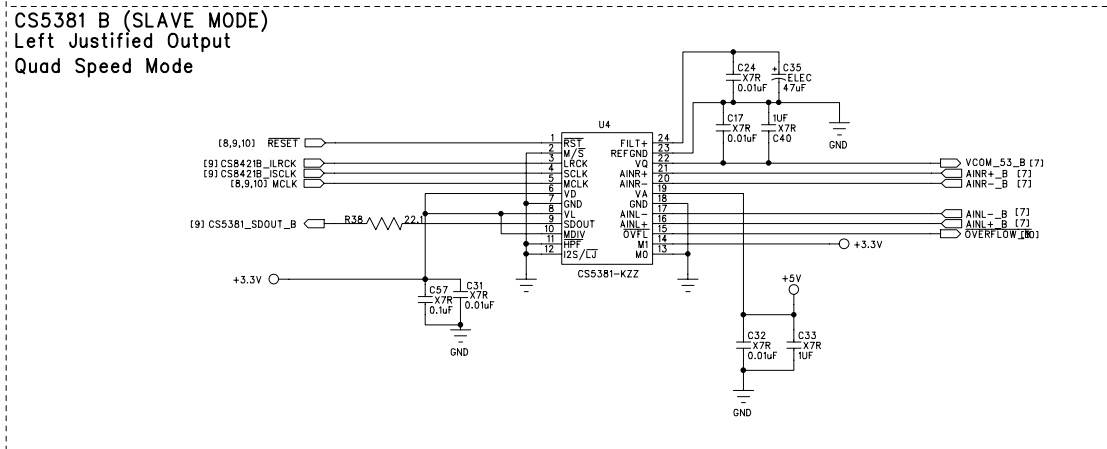 CS5381 B (SLAVE MODE)
Left Justified Output
Quad Speed Mode
C24
X7R
0.01uF
+ C35
ELEC
47uF
C17
X7R
0.01uF
1UF
X7R
C40
GND
U4
[8,9,10] RESET
[9] CS8421B_ILRCK
[9] CS8421B_ISCLK
[8,9,10] MCLK
[9] CS5381_SDOUT_B
R38
22.1
1 RST
2 M/S
3 LRCK
4 SCLK
5 MCLK
6 VD
7 GND
8 VL
9 SDOUT
10 MDIV
11 HPF
12 I2S/LJ
FILT+ 24
REFGND 23
VQ 22
AINR+ 21
AINR- 20
VA 19
GND 18
AINL- 17
AINL+ 16
OVFL 15
M1 14
M0 13
CS5381-KZZ
VCOM_53_B [7]
AINR+_B [7]
AINR-_B [7]
AINL-_B [7]
AINL+_B [7]
OVERFLOW
+3.3V
+3.3V
C57
X7R
0.1uF
C31
X7R
0.01uF
GND
+5V
C32
X7R
0.01uF
C33
X7R
1UF
GND